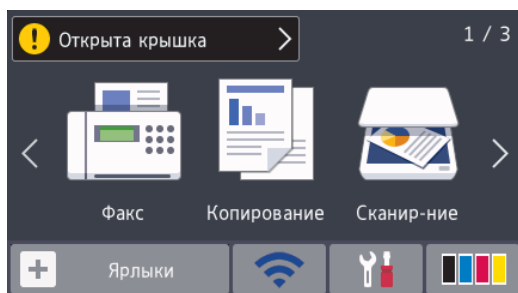 Открыта крышка
1 / 3
Факс
Копирование
Сканир-ние
Ярлыки